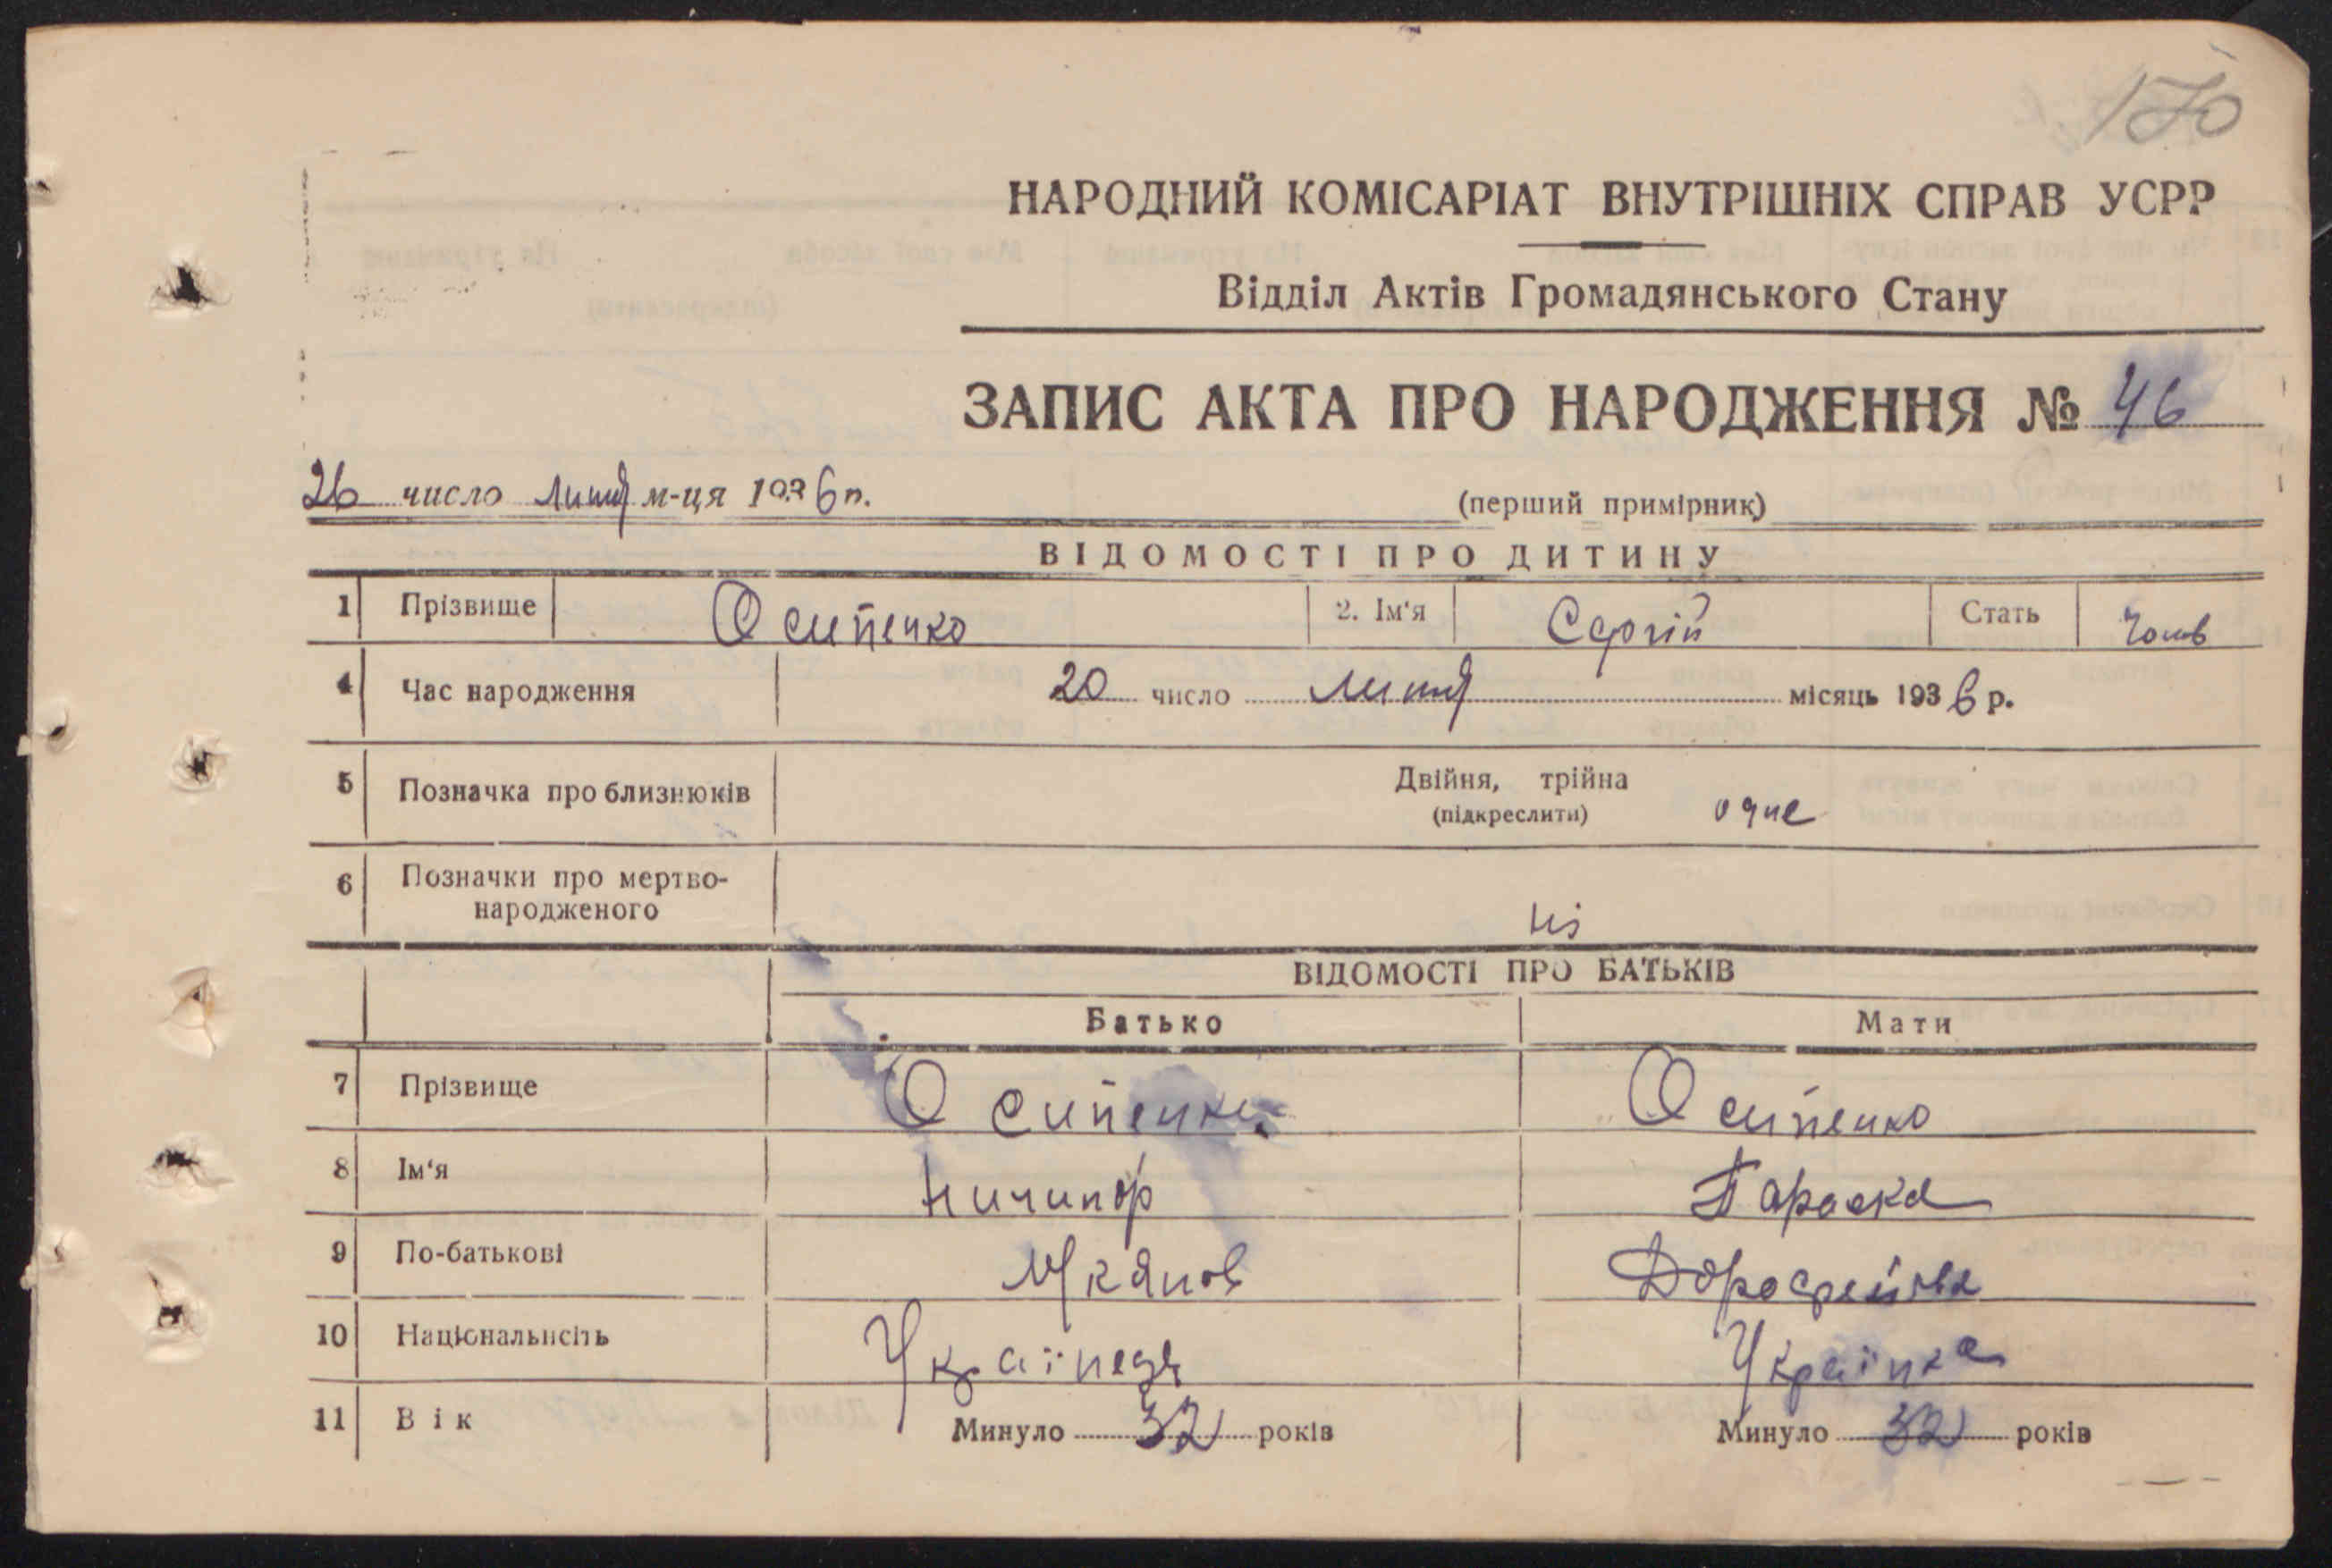 170
НАРОДНИЙ КОМІСАРІАТ ВНУТРІШНІХ СПРАВ УСРР
Відділ Актів Громадянського Стану
ЗАПИС АКТА ПРО НАРОДЖЕННЯ № 46
26 число липня м-ця 1936 р.
(перший примірник)
ВІДОМОСТІ ПРО ДИТИНУ
1 Прізвище Осипенко 2. Ім‘я Сергій Стать Чолов
4 Час народження 20 число липня місяць 1936 р.
5 Позначка про близнюків Двійня, трійня
(підкреслити) одне
6 Позначки про мертво-
народженого ні
ВІДОМОСТІ ПРО БАТЬКІВ
Батько Мати
7 Прізвище Осипенко Осипенко
8 Ім‘я Ничипор Параска
9 По-батькові Дорофеївна
10 Національність Українець Українка
11 Вік Минуло 32 років Минуло 32 років